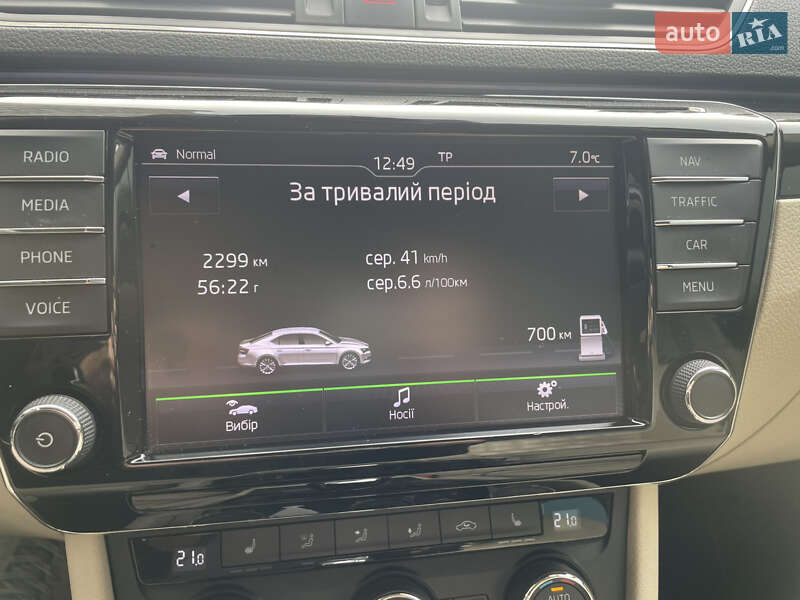 auto RIA .com
Normal 12:49 TP 7.0°C
За тривалий період
RADIO
MEDIA
PHONE
VOICE
NAV
TRAFFIC
CAR
MENU
2299 км сер. 41 km/h
56:22 г сер.6,6 л/100км
700 км
Вибір Носії Настрой.
21.0 21.0
AUTO